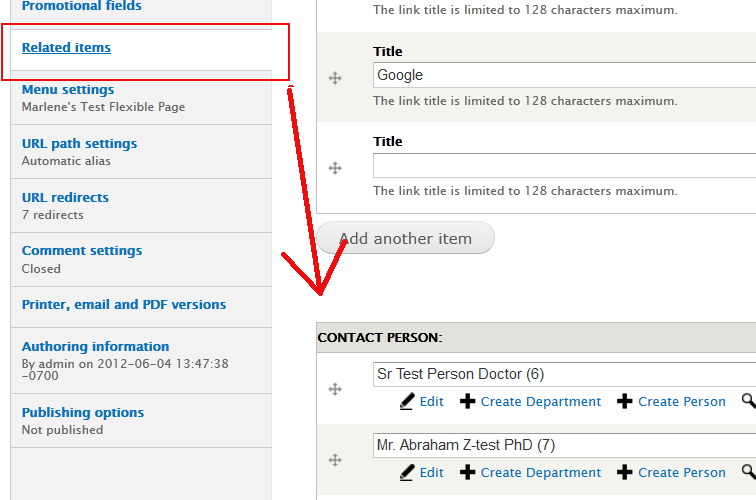 Promotional fields
Related items
Menu settings
Marlene's Test Flexible Page
URL path settings
Automatic alias
URL redirects
7 redirects
Comment settings
Closed
Printer, email and PDF versions
Authoring information
By admin on 2012-06-04 13:47:38
-0700
Publishing options
Not published
The link title is limited to 128 characters maximum.
Title
Google
The link title is limited to 128 characters maximum.
Title
The link title is limited to 128 characters maximum.
Add another item
CONTACT PERSON:
Sr Test Person Doctor (6)
Edit Create Department Create Person
Mr. Abraham Z-test PhD (7)
Edit Create Department Create Person